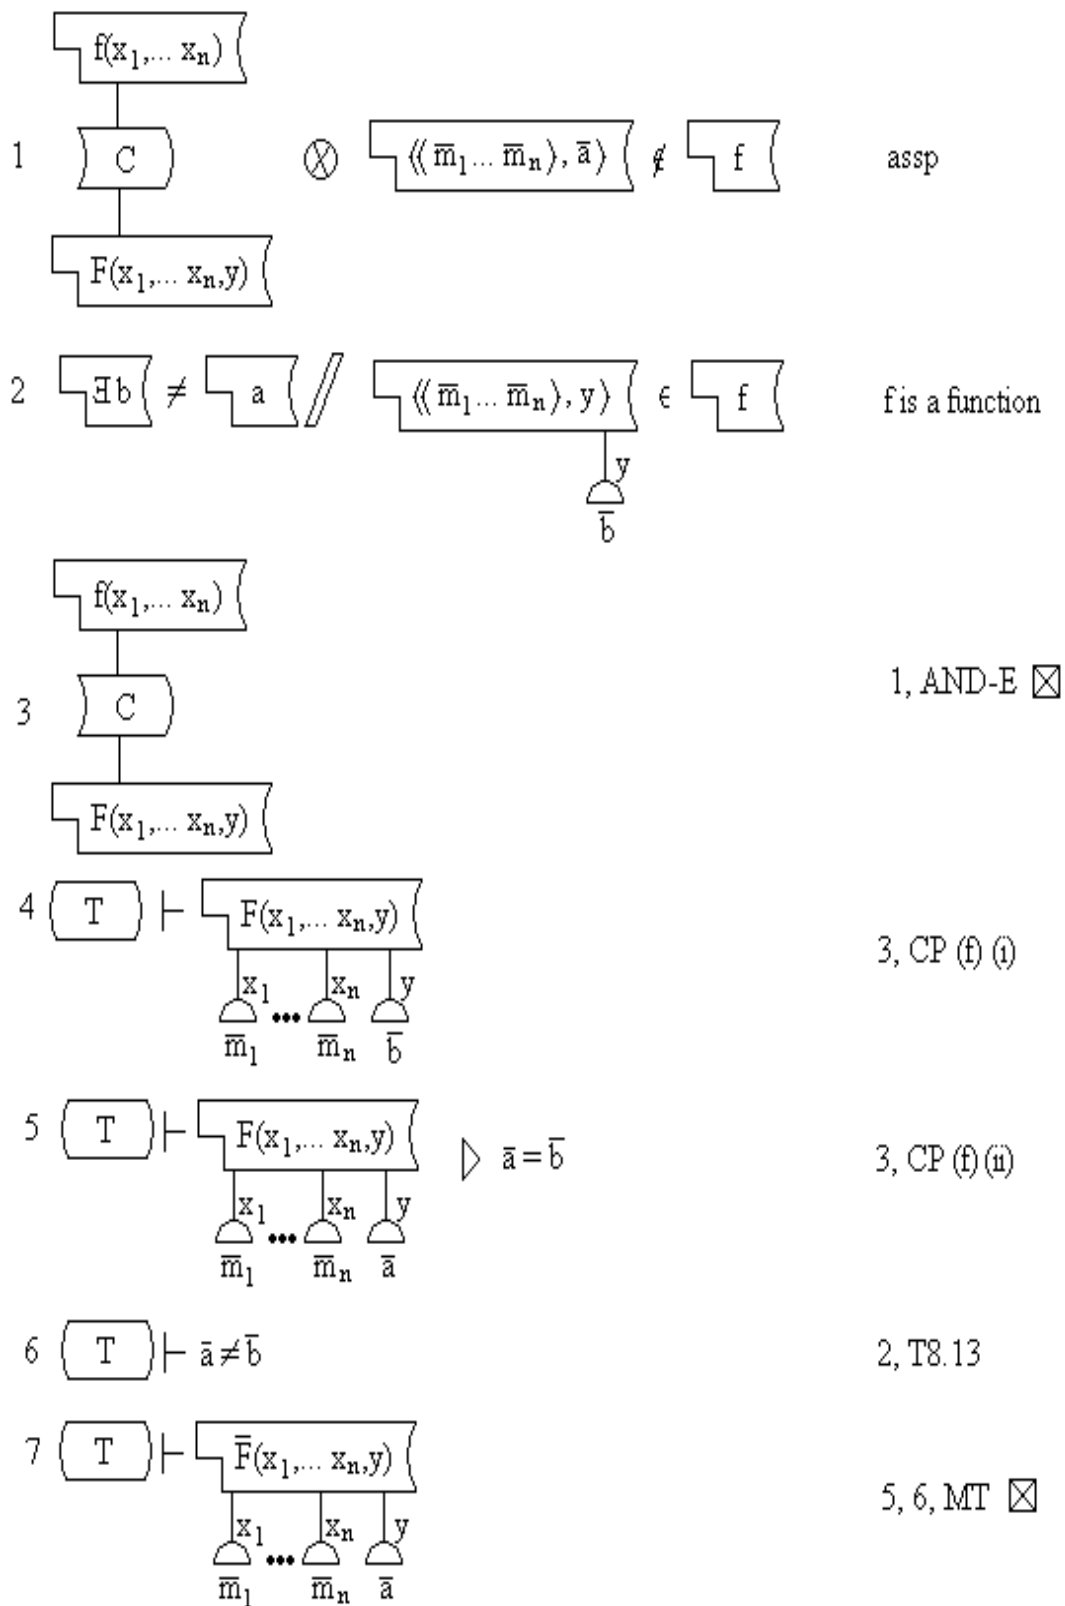 f(x₁,... xₙ)
1 C ⊗ ⟨⟨ m̅₁... m̅ₙ⟩, a̅⟩ ∉ f assp
F(x₁,... xₙ,y)
2 ∃b ≠ a // ⟨⟨ m̅₁... m̅ₙ⟩, y⟩ ∈ f f is a function
y
b̅
f(x₁,... xₙ)
1, AND-E ☒
3 C
F(x₁,... xₙ,y)
4 T ⊢ F(x₁,... xₙ,y)
3, CP (f) (i)
x₁ ... xₙ y
m̅₁ m̅ₙ b̅
5 T ⊢ F(x₁,... xₙ,y) ▷ a̅ = b̅ 3, CP (f) (ii)
x₁ ... xₙ y
m̅₁ m̅ₙ a̅
6 T ⊢ a̅ ≠ b̅ 2, T8.13
7 T ⊢ F̅(x₁,... xₙ,y)
5, 6, MT ☒
x₁ ... xₙ y
m̅₁ m̅ₙ a̅